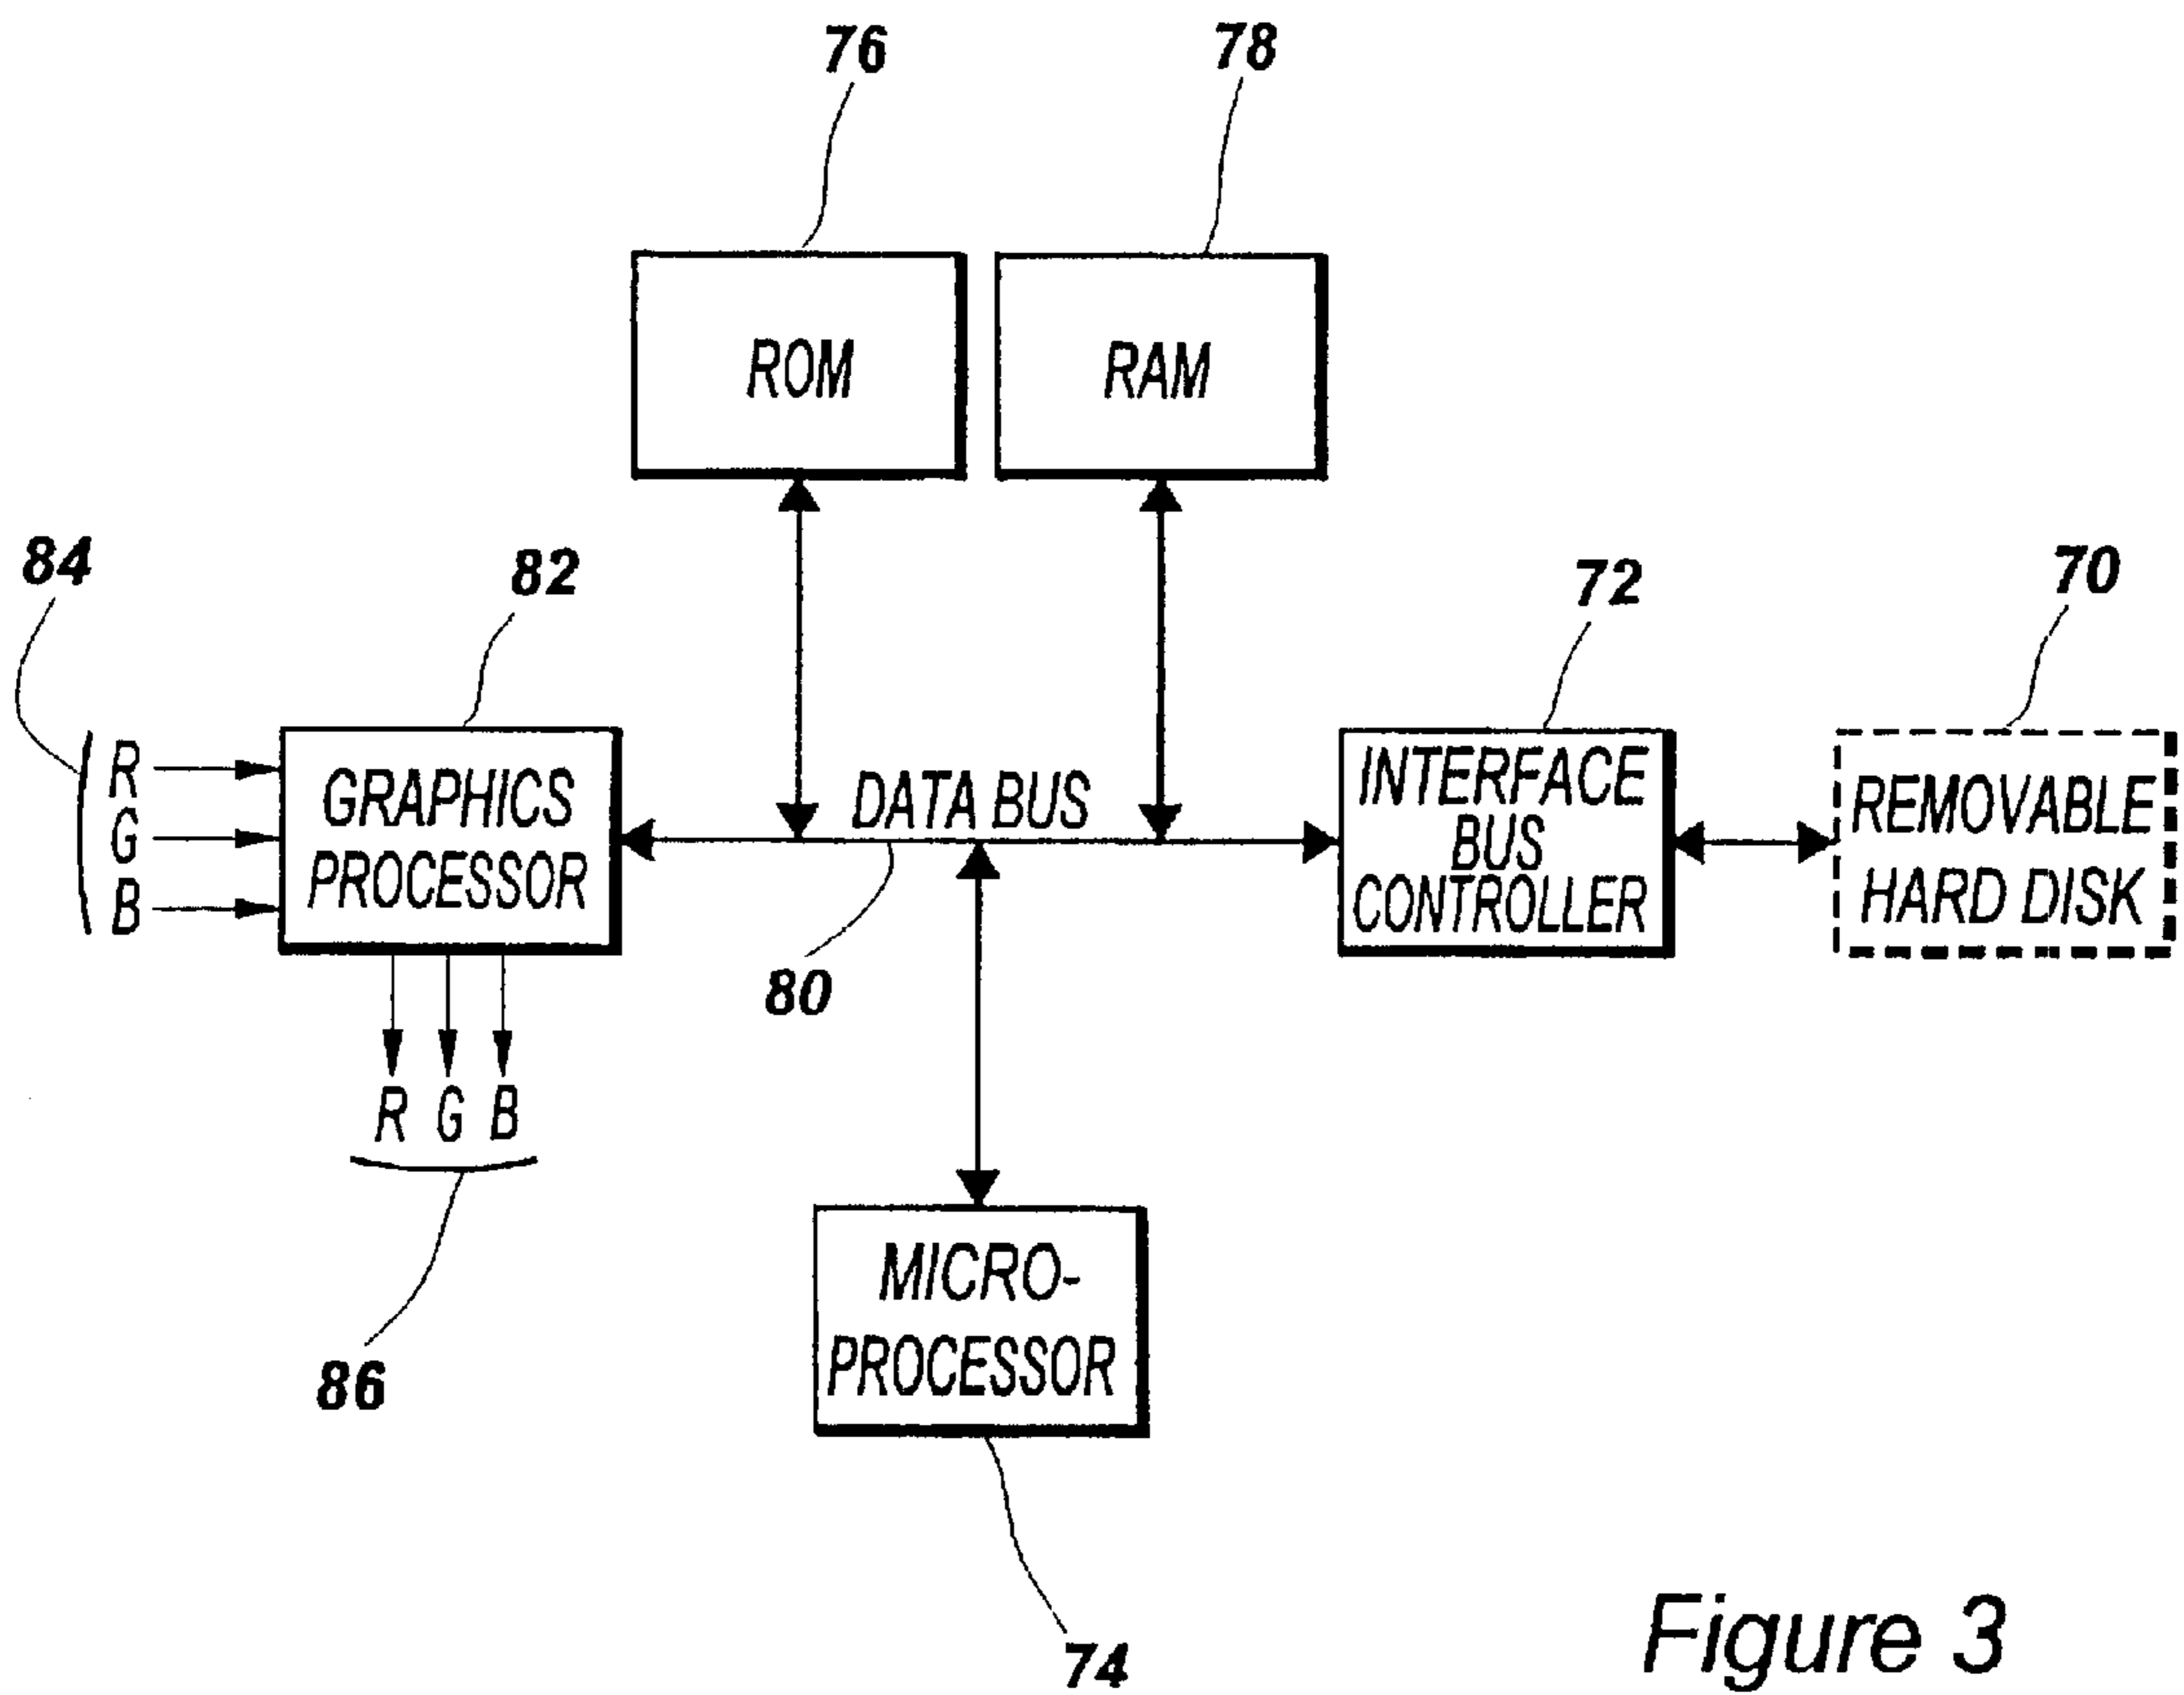 76
78
ROM
RAM
84
82
72
70
R
G
B
GRAPHICS
PROCESSOR
DATA BUS
INTERFACE
BUS
CONTROLLER
REMOVABLE
HARD DISK
80
R G B
86
MICRO-
PROCESSOR
74
Figure 3